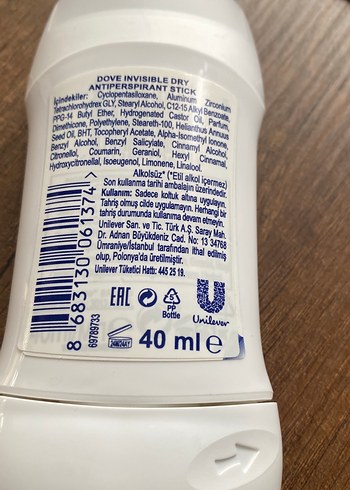 DOVE INVISIBLE DRY
ANTIPERSPIRANT STICK
İçindekiler: Cyclopentasiloxane, Aluminum Zirconium
Tetrachlorohydrex GLY, Stearyl Alcohol, C12-15 Alkyl Benzoate,
PPG-14 Butyl Ether, Hydrogenated Castor Oil, Parfum,
Dimethicone, Polyethylene, Steareth-100, Helianthus Annuus
Seed Oil, BHT, Tocopheryl Acetate, Alpha-Isomethyl Ionone,
Benzyl Alcohol, Benzyl Salicylate, Cinnamyl Alcohol,
Citronellol, Coumarin, Geraniol, Hexyl Cinnamal,
Hydroxycitronellal, Isoeugenol, Limonene, Linalool.
Alkolsüz* (*Etil alkol içermez)
Son kullanma tarihi ambalajın üzerindedir.
Kullanım: Sadece koltuk altına uygulayın.
Tahriş olmuş cilde uygulamayın. Herhangi bir
tahriş durumunda kullanıma devam etmeyin.
Unilever San. ve Tic. Türk A.Ş. Saray Mah.
Dr. Adnan Büyükdeniz Cad. No: 13 34768
Ümraniye/İstanbul tarafından ithal edilmiş
olup, Polonya'da üretilmiştir.
Unilever Tüketici Hattı: 445 25 19.
8 683130 061374 >
69789733
EAC
5
PP
Bottle
Unilever
24M/24AY
40 ml e